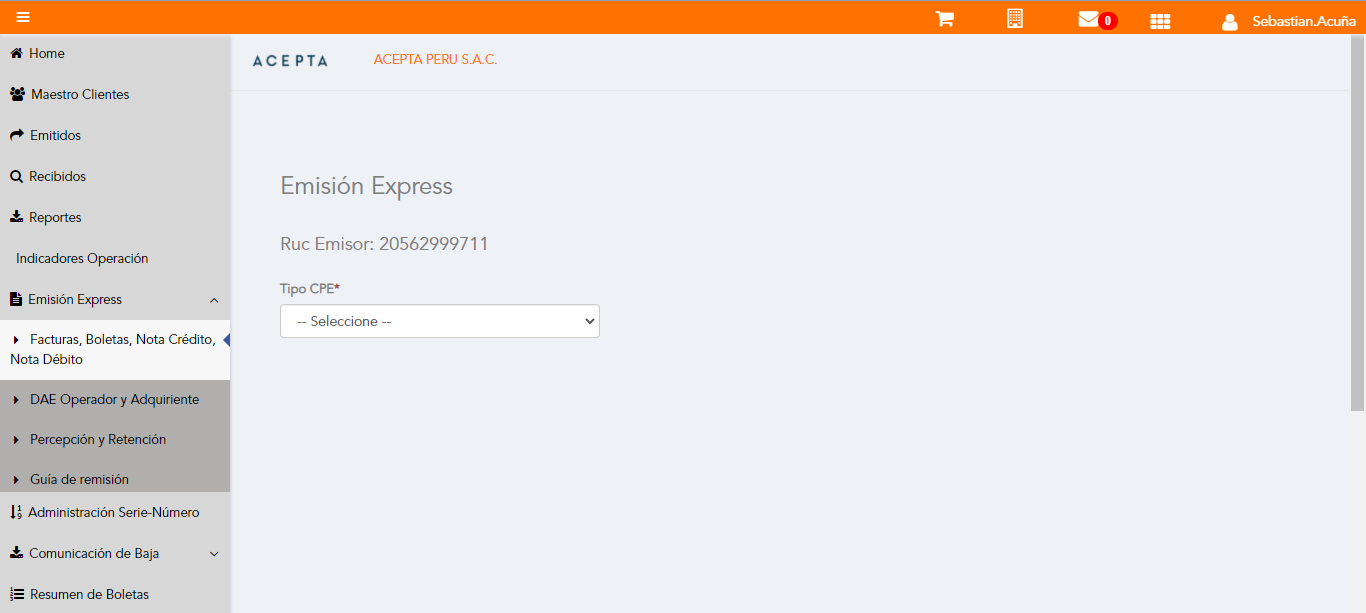 0
Sebastian.Acuña
Home
Maestro Clientes
Emitidos
Recibidos
Reportes
Indicadores Operación
Emisión Express
Facturas, Boletas, Nota Crédito,
Nota Débito
DAE Operador y Adquiriente
Percepción y Retención
Guía de remisión
Administración Serie-Número
Comunicación de Baja
Resumen de Boletas
ACEPTA
ACEPTA PERU S.A.C.
Emisión Express
Ruc Emisor: 20562999711
Tipo CPE*
-- Seleccione --